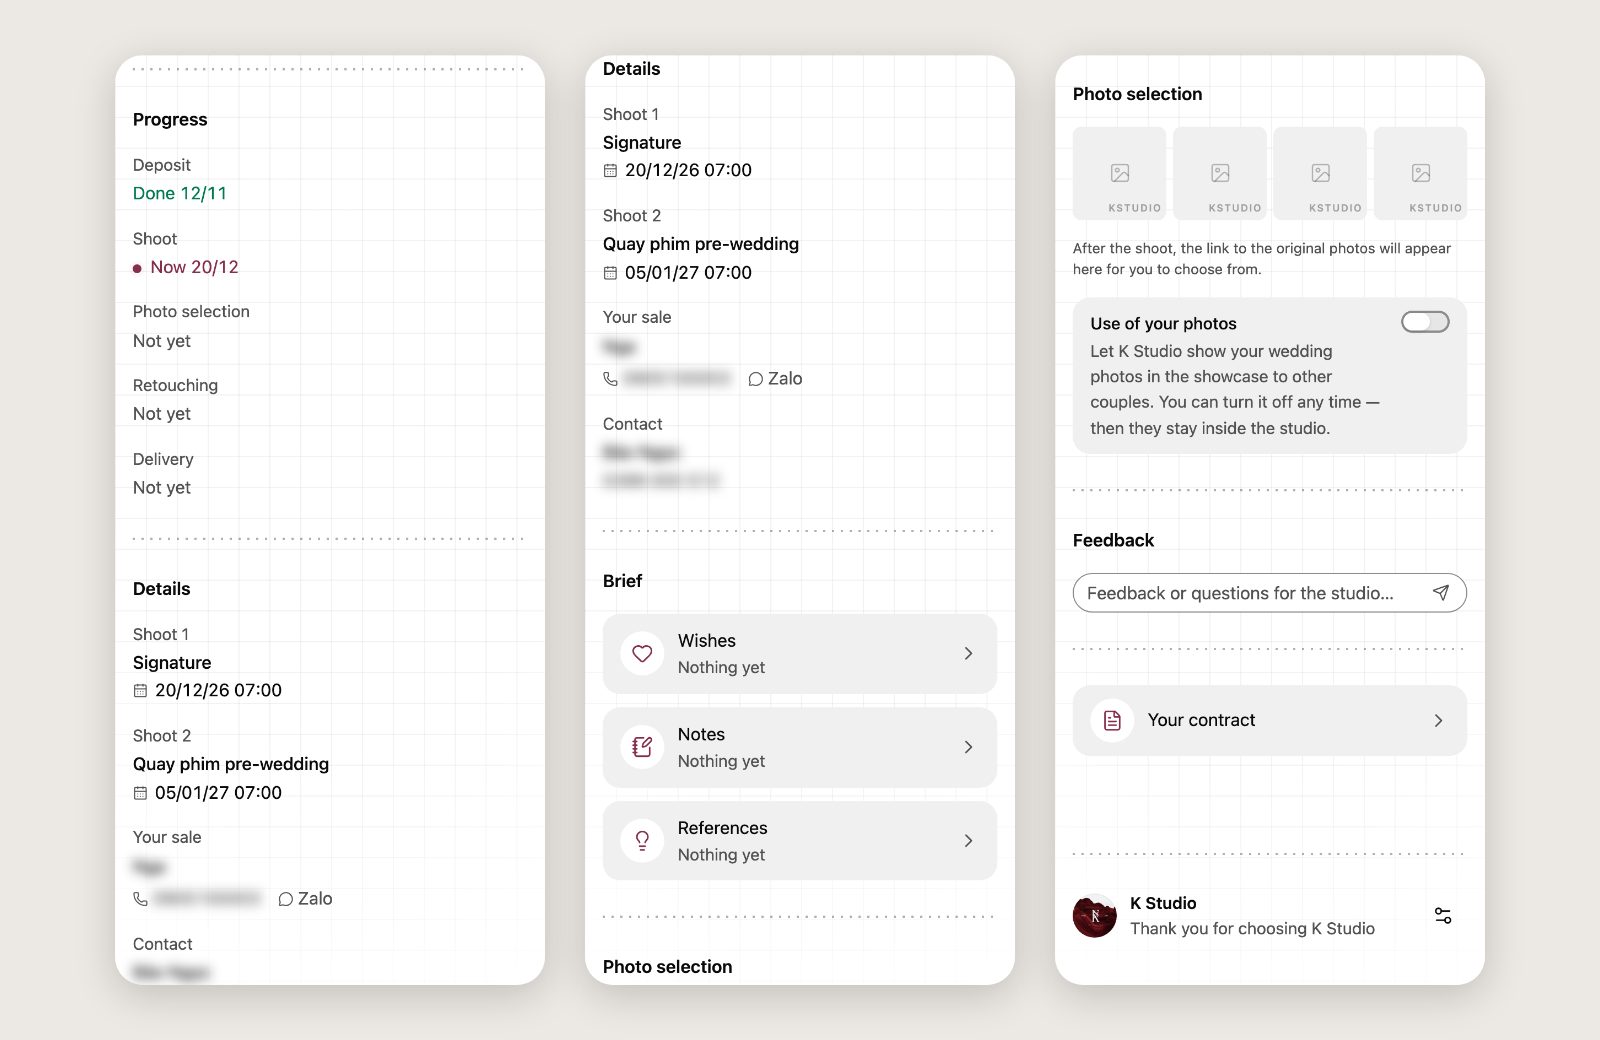 Progress
Deposit
Done 12/11
Shoot
Now 20/12
Photo selection
Not yet
Retouching
Not yet
Delivery
Not yet
Details
Shoot 1
Signature
20/12/26 07:00
Shoot 2
Quay phim pre-wedding
05/01/27 07:00
Your sale
Zalo
Contact
Details
Shoot 1
Signature
20/12/26 07:00
Shoot 2
Quay phim pre-wedding
05/01/27 07:00
Your sale
Zalo
Contact
Brief
Wishes
Nothing yet
Notes
Nothing yet
References
Nothing yet
Photo selection
Photo selection
KSTUDIO KSTUDIO KSTUDIO KSTUDIO
After the shoot, the link to the original photos will appear
here for you to choose from.
Use of your photos
Let K Studio show your wedding
photos in the showcase to other
couples. You can turn it off any time —
then they stay inside the studio.
Feedback
Feedback or questions for the studio...
Your contract
K
K Studio
Thank you for choosing K Studio